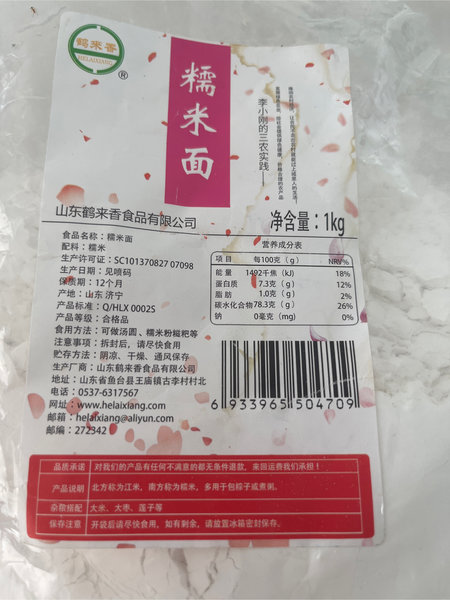 鹤来香
HELAIXIANG
®
糯米面
李小刚的三农实践——
山东鹤来香食品有限公司
净含量：1kg
食品名称：糯米面
配料：糯米
生产许可证：SC10137082707098
生产日期：见喷码
保质期：12个月
产地：山东 济宁
产品标准：Q/HLX 0002S
产品等级：合格品
食用方法：可做汤圆、糯米粉糍粑等
注意事项：拆封后，请尽快食用
贮存方法：阴凉、干燥、通风保存
生产厂商：山东鹤来香食品有限公司
地址：山东省鱼台县王庙镇古李村村北
电话：0537-6317567
网址：www.helaixiang.com
邮箱：helaixiang@aliyun.com
邮编：272342
营养成分表
项目 每100克（g） NRV%
能量 1492千焦（kJ） 18%
蛋白质 7.3克（g） 12%
脂肪 1.0克（g） 2%
碳水化合物 78.3克（g） 26%
钠 0毫克（mg） 0%
6 933965 504709
品质承诺 对我们的产品有任何不满意的都无条件退款，来回运费我们承担！
产品说明 北方称为江米，南方称为糯米，多用于包粽子或煮粥。
杂粮搭配 大米、大枣、莲子等
保存注意 开袋后请尽快食用，如有剩余，请放置冰箱密封保存。